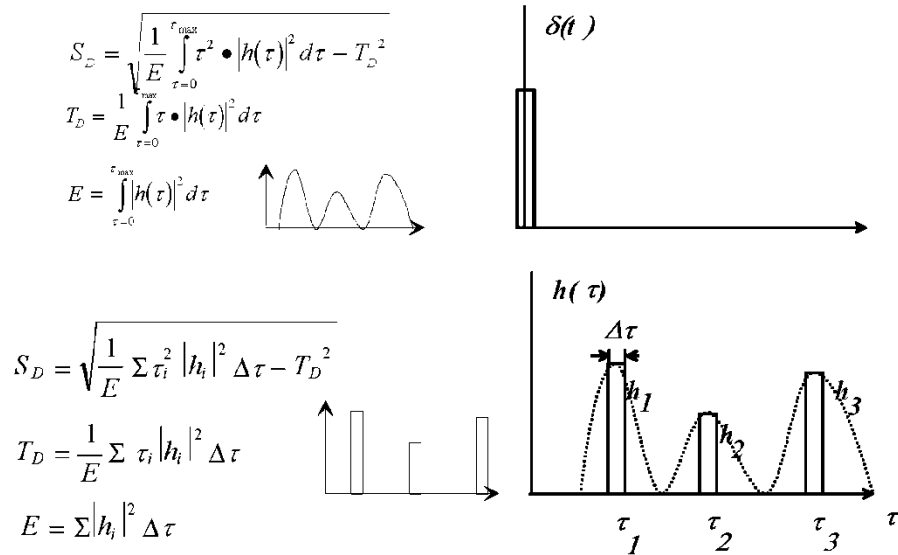 S_D = √(1/E ∫_{τ=0}^{τ_max} τ² • |h(τ)|² dτ − T_D²)
T_D = 1/E ∫_{τ=0}^{max} τ • |h(τ)|² dτ
E = ∫_{τ=0}^{τ_max} |h(τ)|² dτ
δ(t)
S_D = √(1/E Σ τ_i² |h_i|² Δτ − T_D²)
T_D = 1/E Σ τ_i |h_i|² Δτ
E = Σ|h_i|² Δτ
h(τ)
Δτ
h_1
h_2
h_3
τ_1 τ_2 τ_3 τ